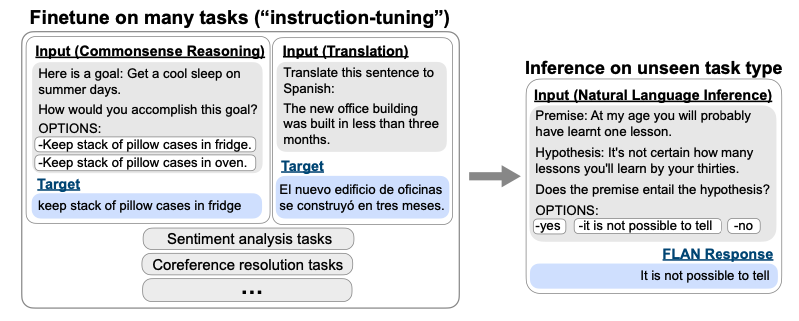 Finetune on many tasks (“instruction-tuning”)
Input (Commonsense Reasoning)
Here is a goal: Get a cool sleep on
summer days.
How would you accomplish this goal?
OPTIONS:
-Keep stack of pillow cases in fridge.
-Keep stack of pillow cases in oven.
Target
keep stack of pillow cases in fridge
Input (Translation)
Translate this sentence to
Spanish:
The new office building
was built in less than three
months.
Target
El nuevo edificio de oficinas
se construyó en tres meses.
Sentiment analysis tasks
Coreference resolution tasks
...
Inference on unseen task type
Input (Natural Language Inference)
Premise: At my age you will probably
have learnt one lesson.
Hypothesis: It's not certain how many
lessons you'll learn by your thirties.
Does the premise entail the hypothesis?
OPTIONS:
-yes -it is not possible to tell -no
FLAN Response
It is not possible to tell